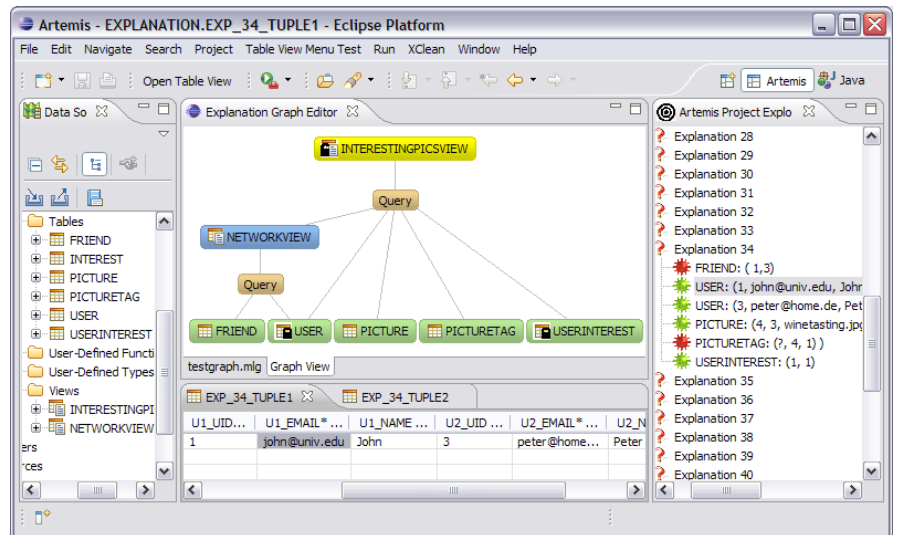 Artemis - EXPLANATION.EXP_34_TUPLE1 - Eclipse Platform
File Edit Navigate Search Project Table View Menu Test Run XClean Window Help
Open Table View
Artemis
Java
Data So
Tables
FRIEND
INTEREST
PICTURE
PICTURETAG
USER
USERINTEREST
User-Defined Functi
User-Defined Types
Views
INTERESTINGPI
NETWORKVIEW
ers
rces
Explanation Graph Editor
INTERESTINGPICSVIEW
Query
NETWORKVIEW
Query
FRIEND USER PICTURE PICTURETAG USERINTEREST
testgraph.mlg Graph View
EXP_34_TUPLE1 EXP_34_TUPLE2
U1_UID... U1_EMAIL* ... U1_NAME ... U2_UID ... U2_EMAIL* ... U2_N
1 john@univ.edu John 3 peter@home... Peter
Artemis Project Explo
Explanation 28
Explanation 29
Explanation 30
Explanation 31
Explanation 32
Explanation 33
Explanation 34
FRIEND: ( 1,3)
USER: (1, john@univ.edu, John
USER: (3, peter@home.de, Pet
PICTURE: (4, 3, winetasting.jpg
PICTURETAG: (?, 4, 1) )
USERINTEREST: (1, 1)
Explanation 35
Explanation 36
Explanation 37
Explanation 38
Explanation 39
Explanation 40